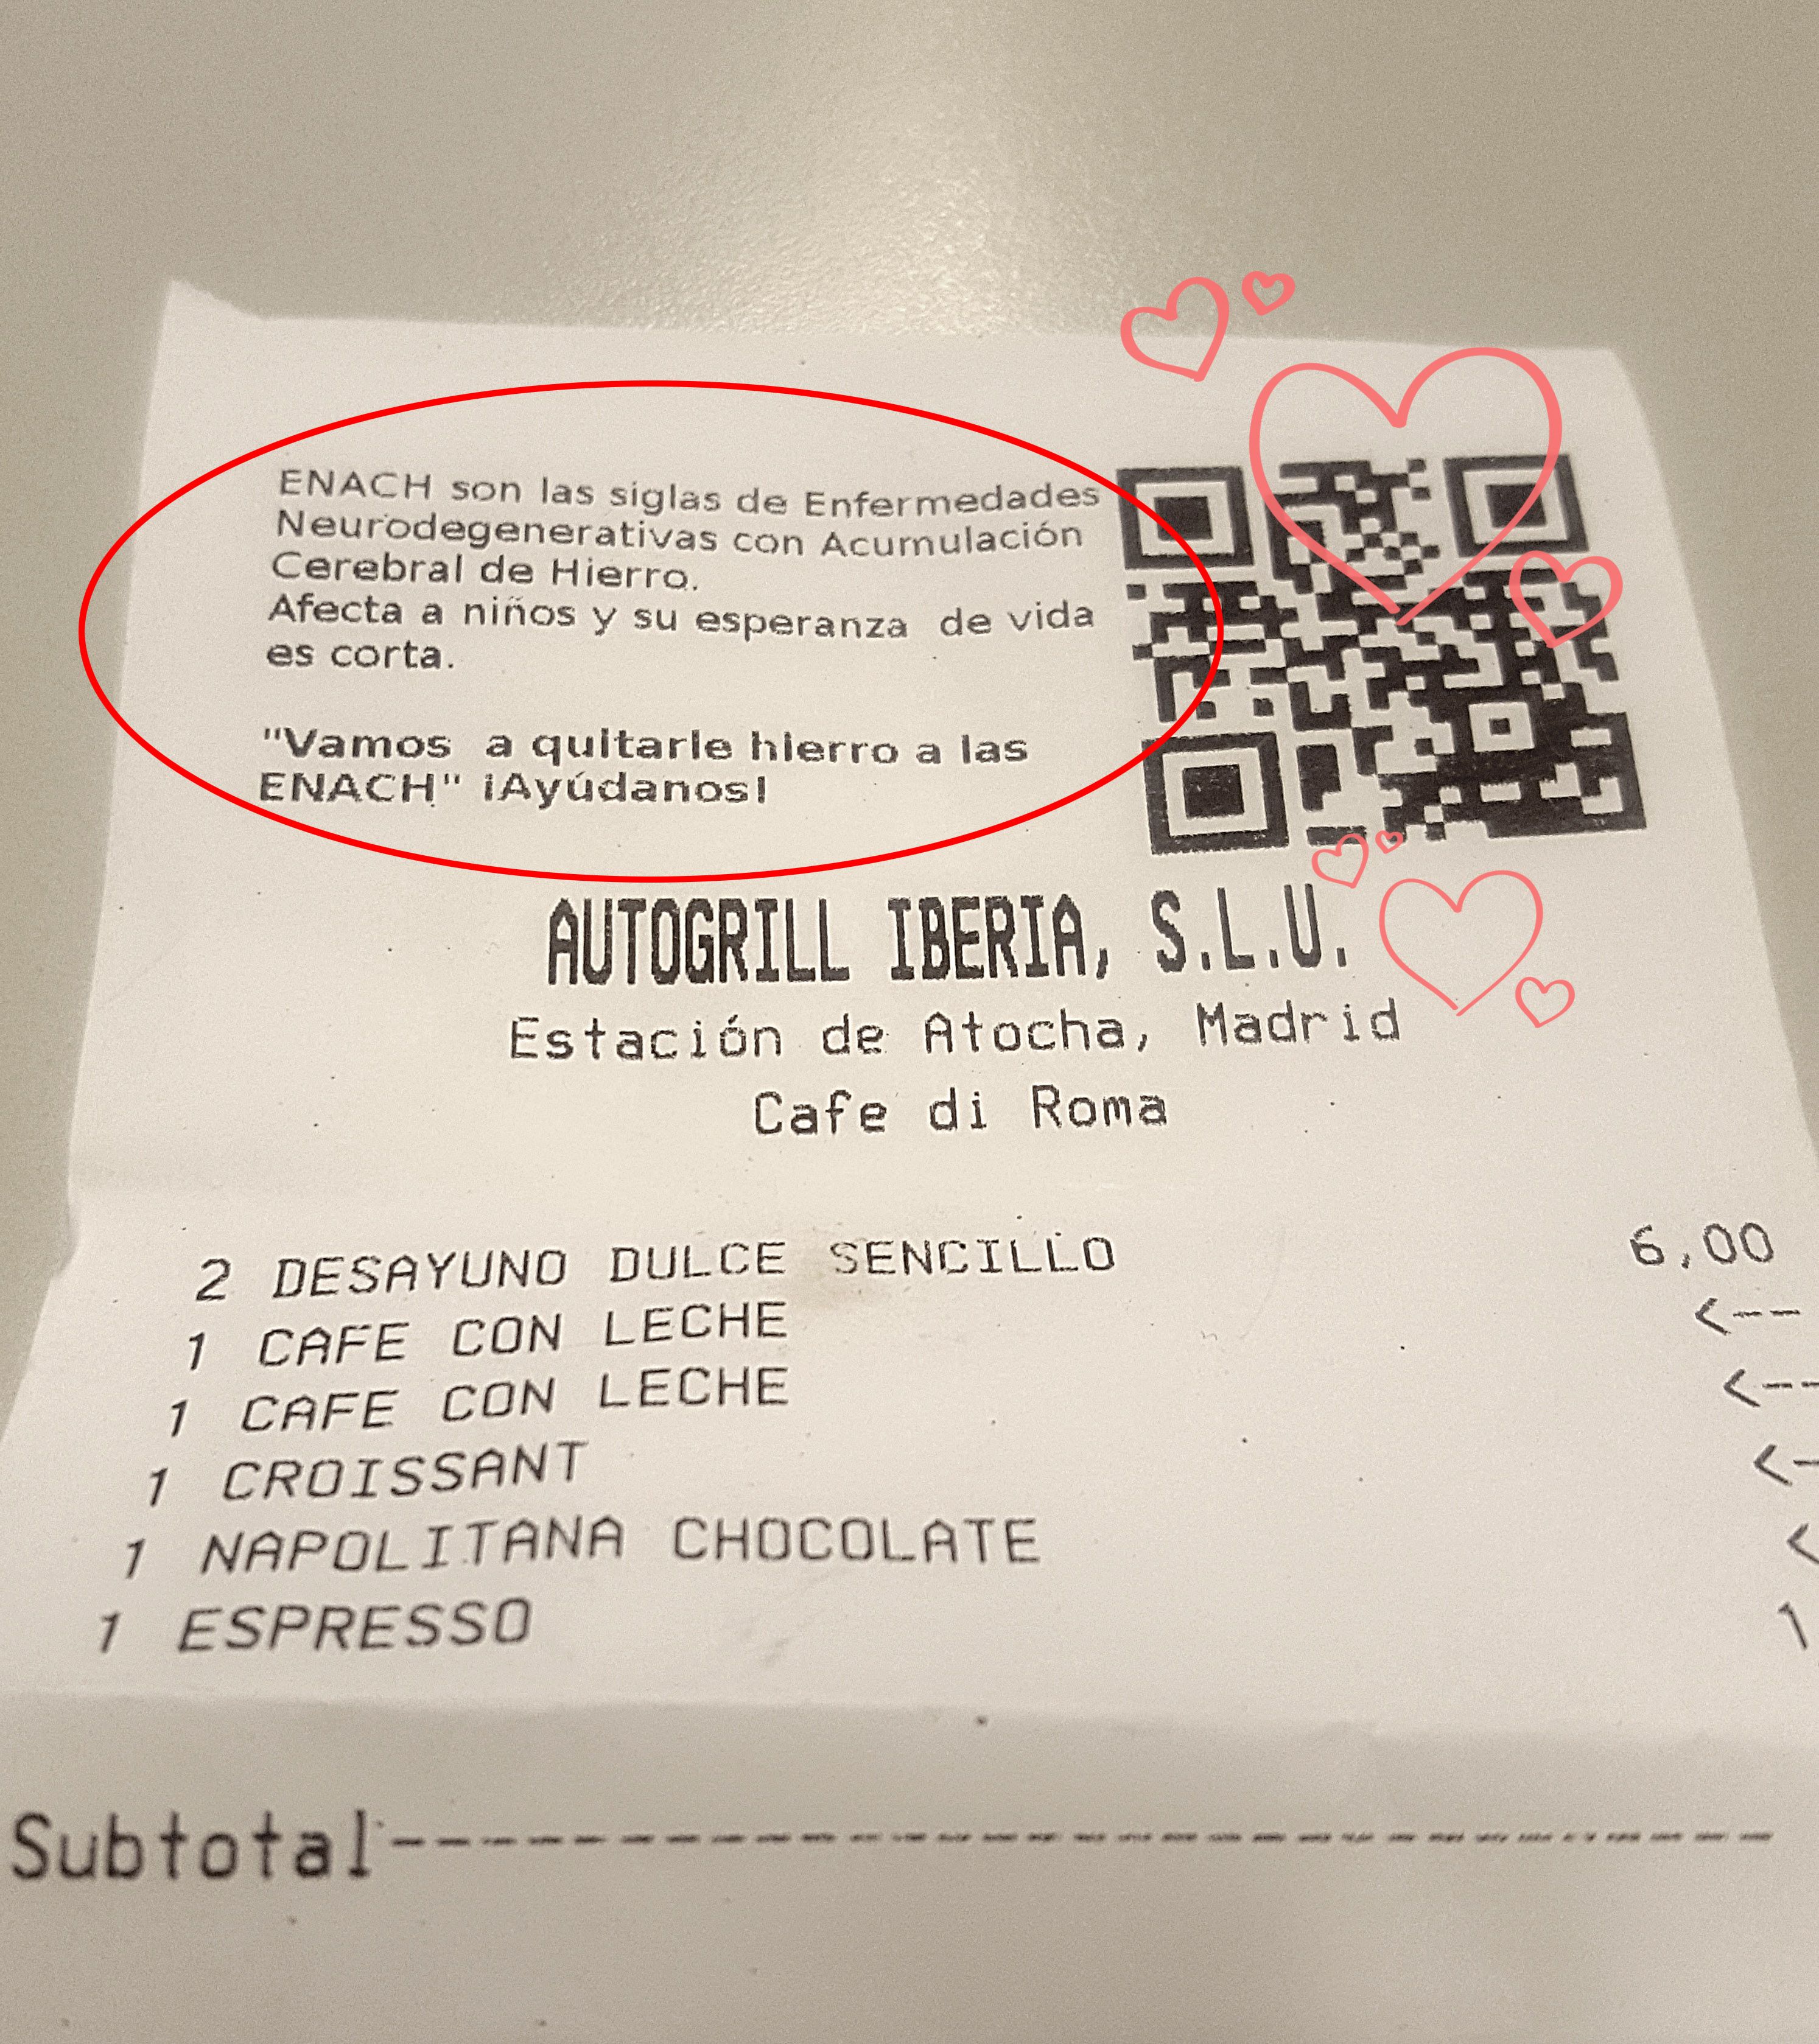 ENACH son las siglas de Enfermedades
Neurodegenerativas con Acumulación
Cerebral de Hierro.
Afecta a niños y su esperanza de vida
es corta.
"Vamos a quitarle hierro a las
ENACH" ¡Ayúdanos!
AUTOGRILL IBERIA, S.L.U.
Estación de Atocha, Madrid
Cafe di Roma
2 DESAYUNO DULCE SENCILLO 6,00
1 CAFE CON LECHE <---
1 CAFE CON LECHE <--
1 CROISSANT <-
1 NAPOLITANA CHOCOLATE <
1 ESPRESSO 1
Subtotal------------------------------